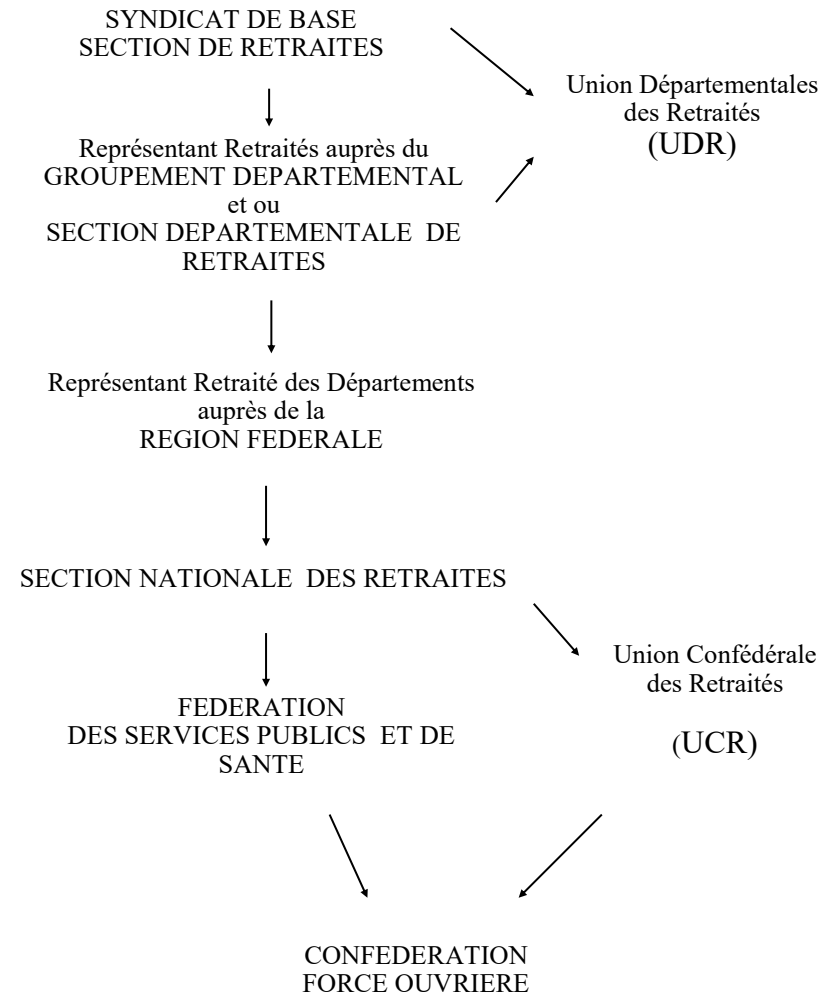 SYNDICAT DE BASE
SECTION DE RETRAITES
Union Départementales
des Retraités
(UDR)
Représentant Retraités auprès du
GROUPEMENT DEPARTEMENTAL
et ou
SECTION DEPARTEMENTALE DE
RETRAITES
Représentant Retraité des Départements
auprès de la
REGION FEDERALE
SECTION NATIONALE DES RETRAITES
Union Confédérale
des Retraités
(UCR)
FEDERATION
DES SERVICES PUBLICS ET DE
SANTE
CONFEDERATION
FORCE OUVRIERE